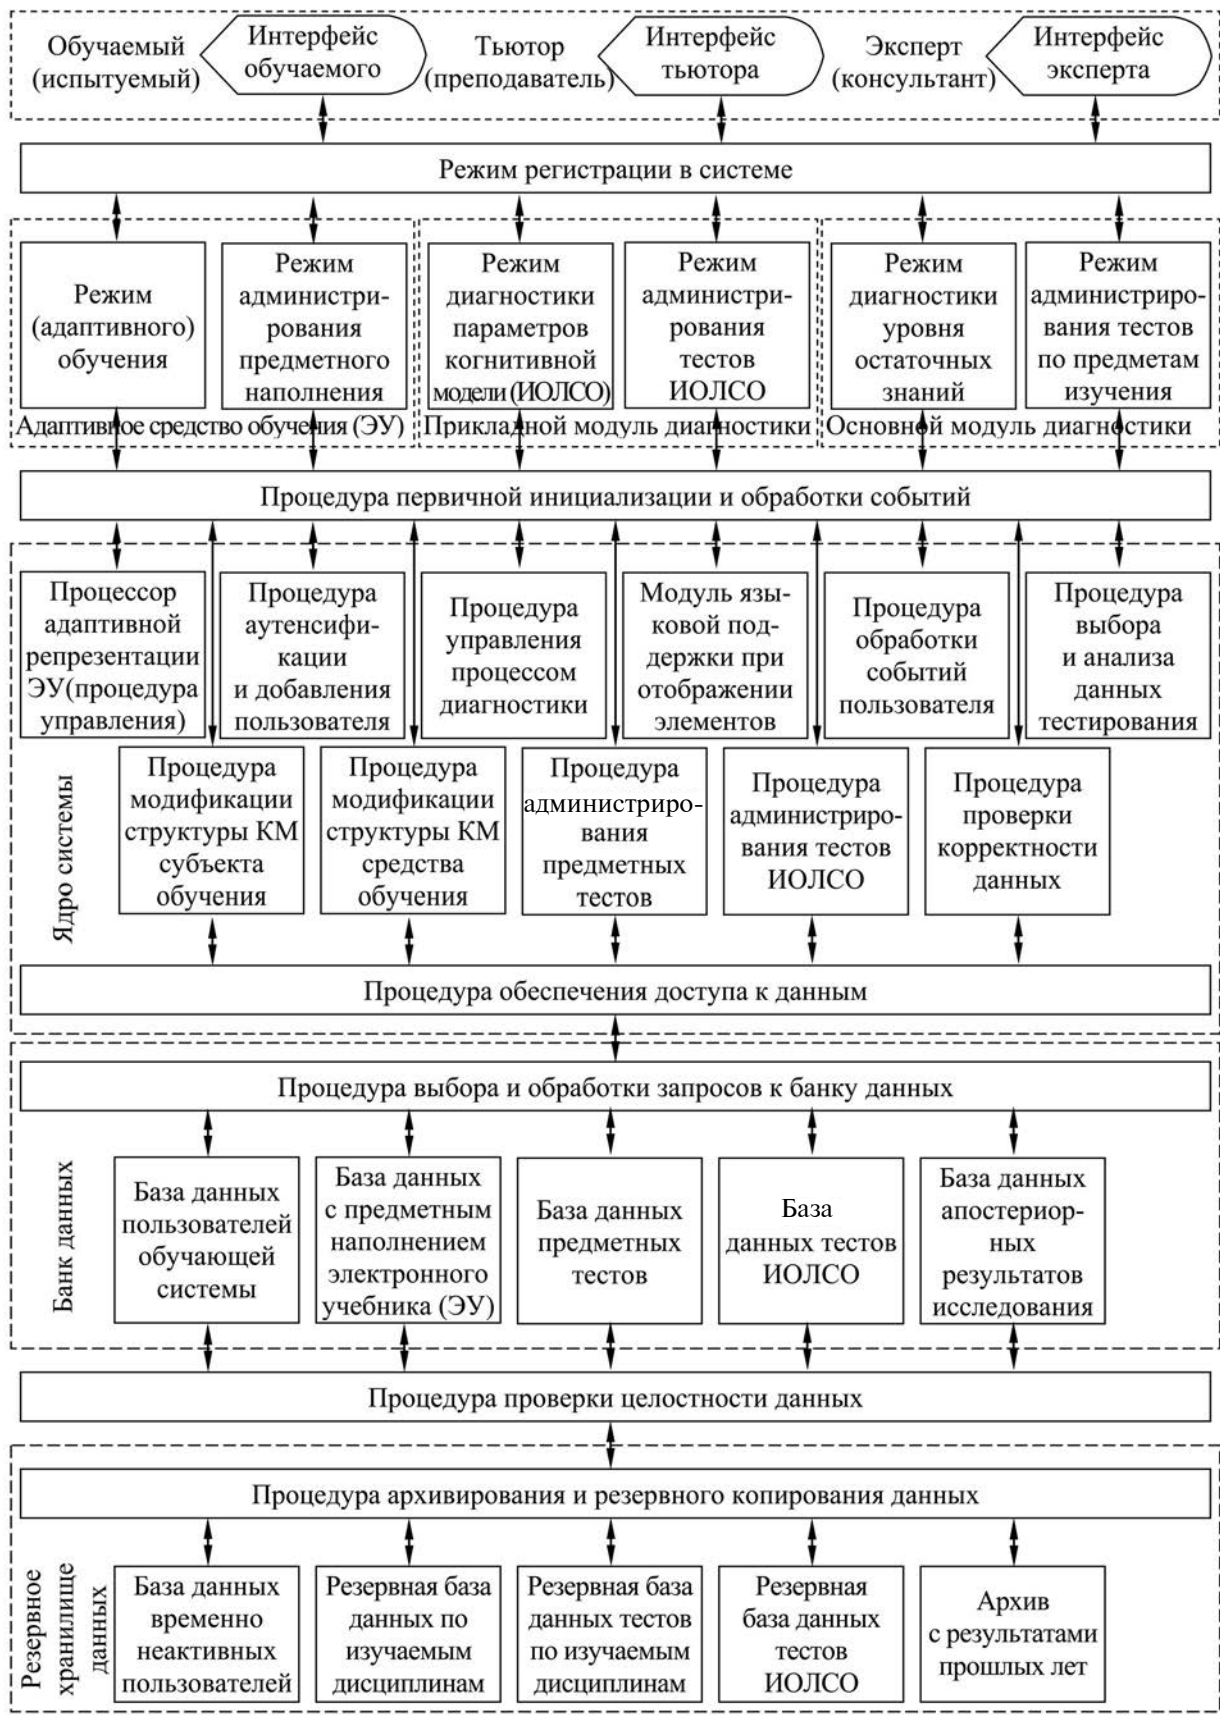 Обучаемый
(испытуемый)
Интерфейс
обучаемого
Тьютор
(преподаватель)
Интерфейс
тьютора
Эксперт
(консультант)
Интерфейс
эксперта
Режим регистрации в системе
Режим
(адаптивного)
обучения
Режим
администри-
рования
предметного
наполнения
Адаптивное средство обучения (ЭУ)
Режим
диагностики
параметров
когнитивной
модели (ИОЛСО)
Режим
администри-
рования
тестов
ИОЛСО
Прикладной модуль диагностики
Режим
диагностики
уровня
остаточных
знаний
Режим
администриро-
вания тестов
по предметам
изучения
Основной модуль диагностики
Процедура первичной инициализации и обработки событий
Процессор
адаптивной
репрезентации
ЭУ(процедура
управления)
Процедура
аутенсифи-
кации
и добавления
пользователя
Процедура
управления
процессом
диагностики
Модуль язы-
ковой под-
держки при
отображении
элементов
Процедура
обработки
событий
пользователя
Процедура
выбора
и анализа
данных
тестирования
Ядро системы
Процедура
модификации
структуры КМ
субъекта
обучения
Процедура
модификации
структуры КМ
средства
обучения
Процедура
администриро-
вания
предметных
тестов
Процедура
администриро-
вания тестов
ИОЛСО
Процедура
проверки
корректности
данных
Процедура обеспечения доступа к данным
Процедура выбора и обработки запросов к банку данных
Банк данных
База данных
пользователей
обучающей
системы
База данных
с предметным
наполнением
электронного
учебника (ЭУ)
База данных
предметных
тестов
База
данных тестов
ИОЛСО
База данных
апостериор-
ных
результатов
исследования
Процедура проверки целостности данных
Процедура архивирования и резервного копирования данных
Резервное
хранилище
данных
База данных
временно
неактивных
пользователей
Резервная база
данных по
изучаемым
дисциплинам
Резервная база
данных тестов
по изучаемым
дисциплинам
Резервная
база данных
тестов
ИОЛСО
Архив
с результатами
прошлых лет